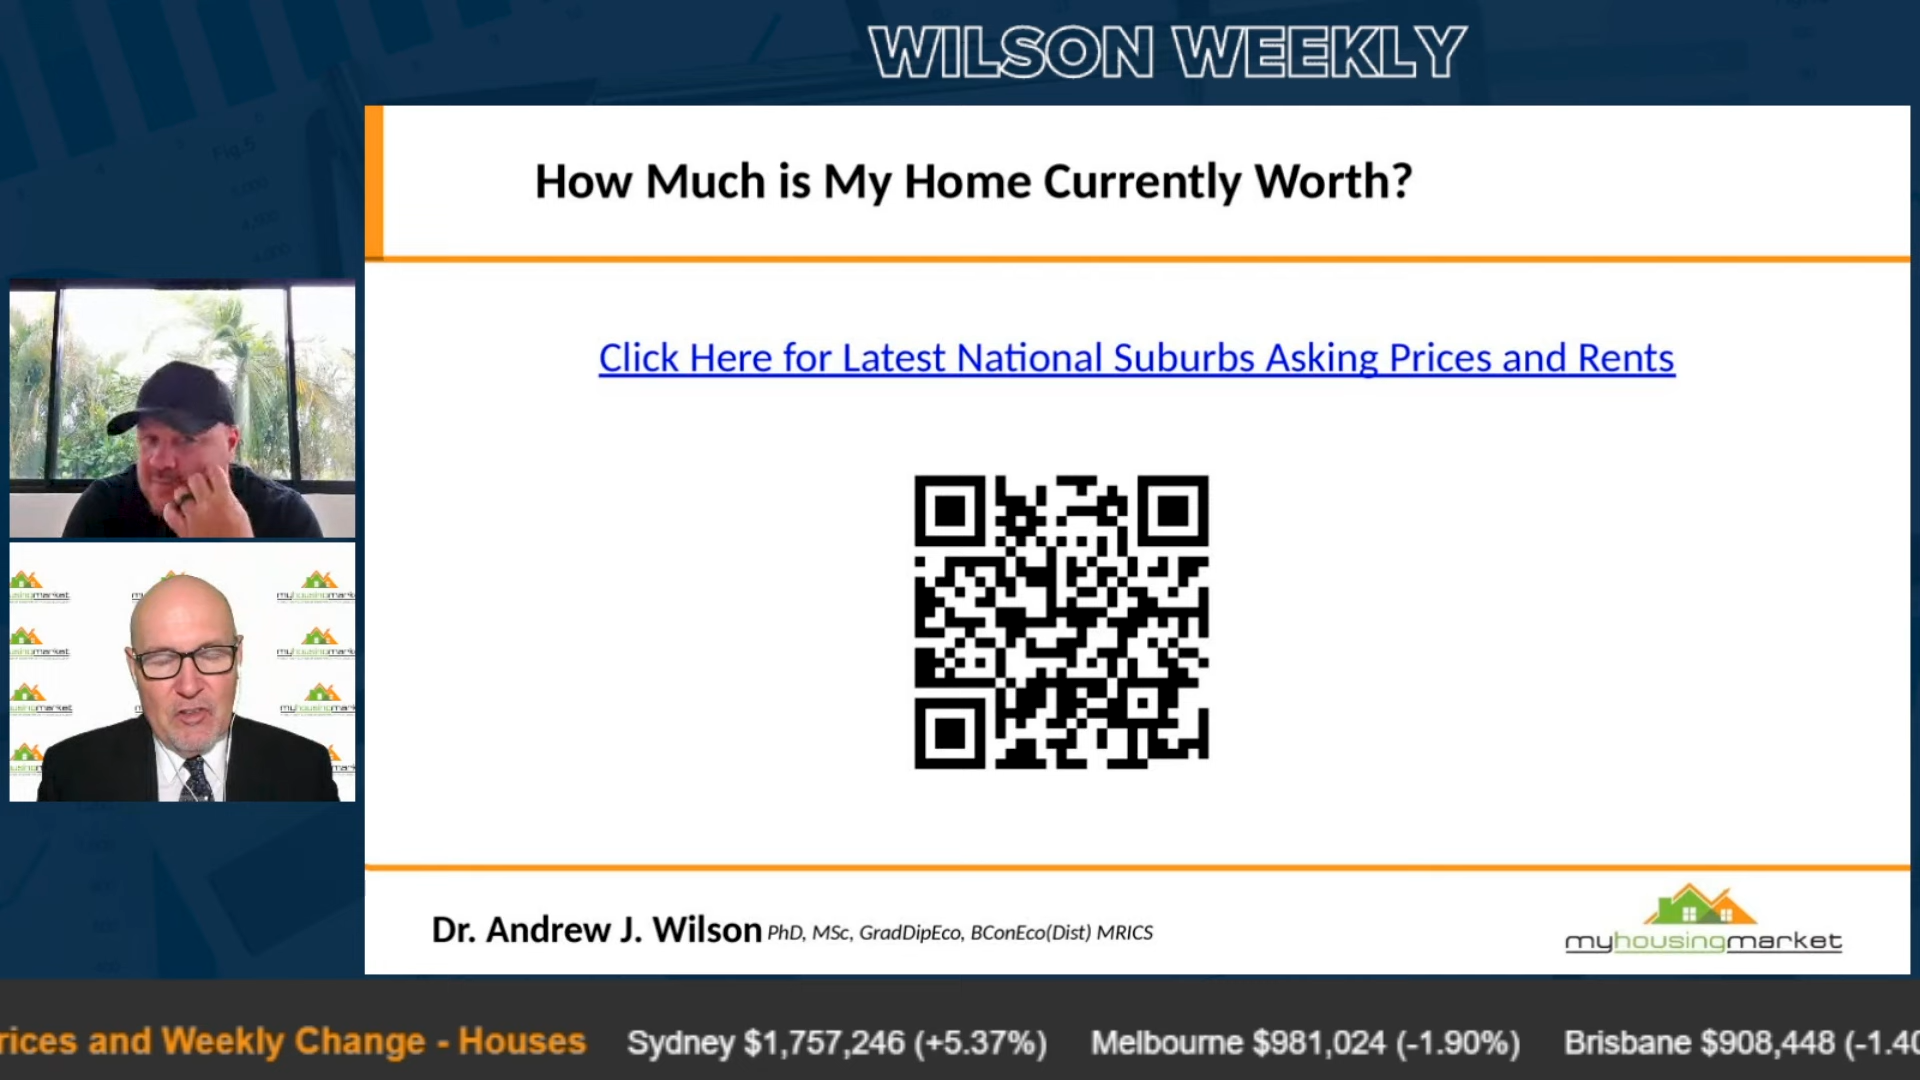 WILSON WEEKLY
How Much is My Home Currently Worth?
Click Here for Latest National Suburbs Asking Prices and Rents
Dr. Andrew J. Wilson PhD, MSc, GradDipEco, BConEco(Dist) MRICS
myhousingmarket
rices and Weekly Change - Houses Sydney $1,757,246 (+5.37%) Melbourne $981,024 (-1.90%) Brisbane $908,448 (-1.40